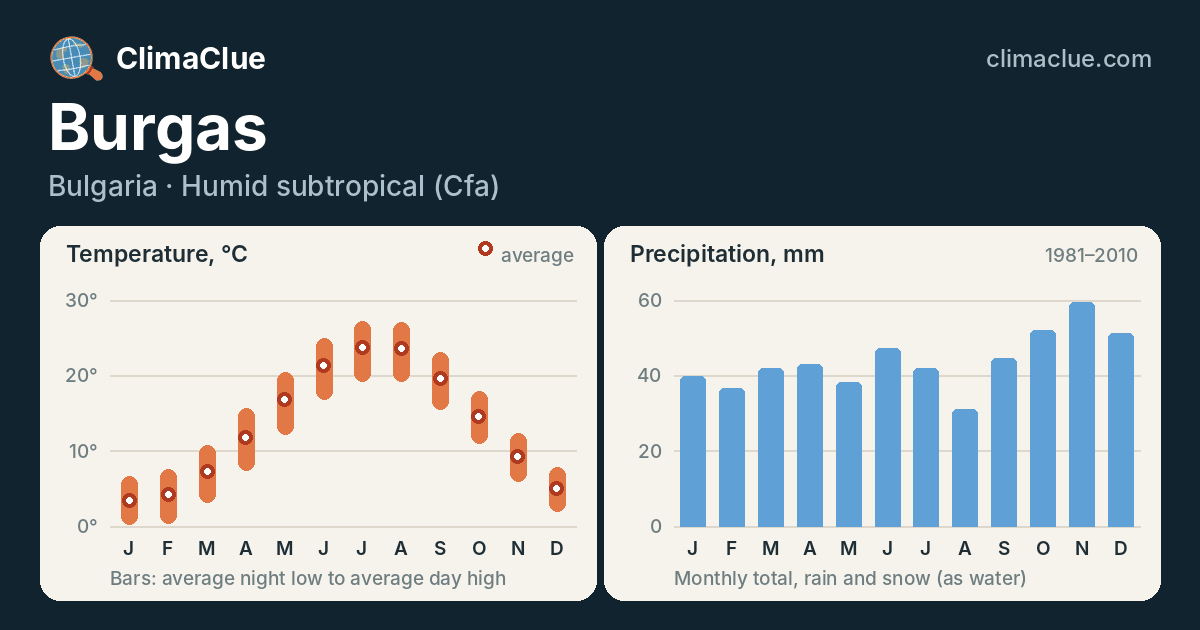 ClimaClue
climaclue.com
Burgas
Bulgaria · Humid subtropical (Cfa)
Temperature, °C
average
30°
20°
10°
0°
J F M A M J J A S O N D
Bars: average night low to average day high
Precipitation, mm
1981–2010
60
40
20
0
J F M A M J J A S O N D
Monthly total, rain and snow (as water)